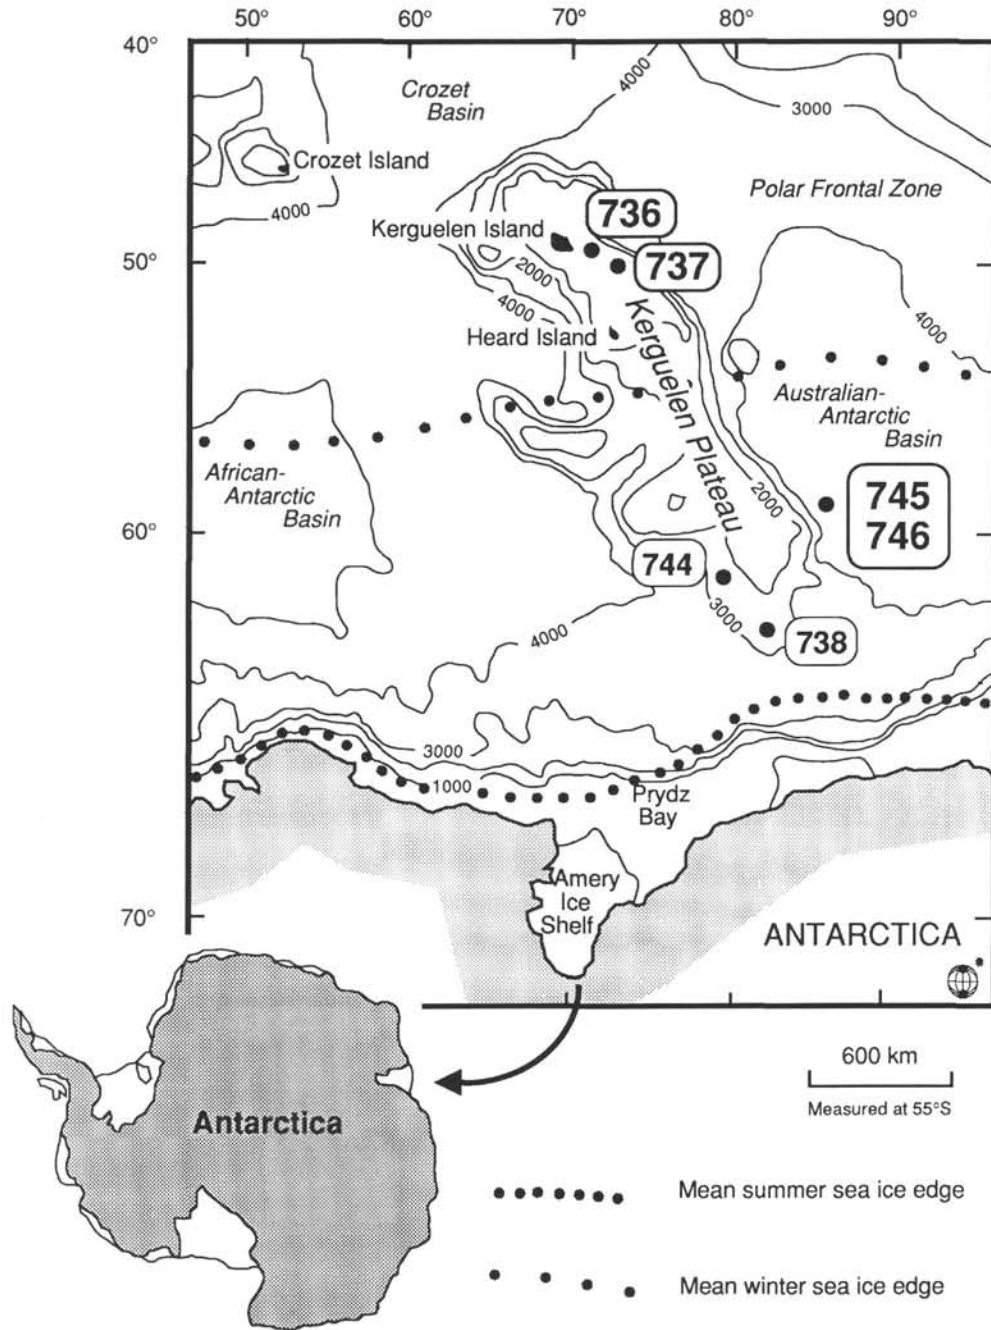 50° 60° 70° 80° 90°
40°
4000
3000
Crozet
Basin
Crozet Island
4000
Polar Frontal Zone
736
Kerguelen Island
737
50°
2000
4000
4000
Heard Island
Kerguelen Plateau
Australian-
Antarctic
Basin
African-
Antarctic
Basin
2000
745
746
60°
744
3000
738
4000
3000
1000
Prydz
Bay
Amery
Ice
Shelf
70°
ANTARCTICA
70° 80° 90°
600 km
Measured at 55°S
Antarctica
Mean summer sea ice edge
Mean winter sea ice edge